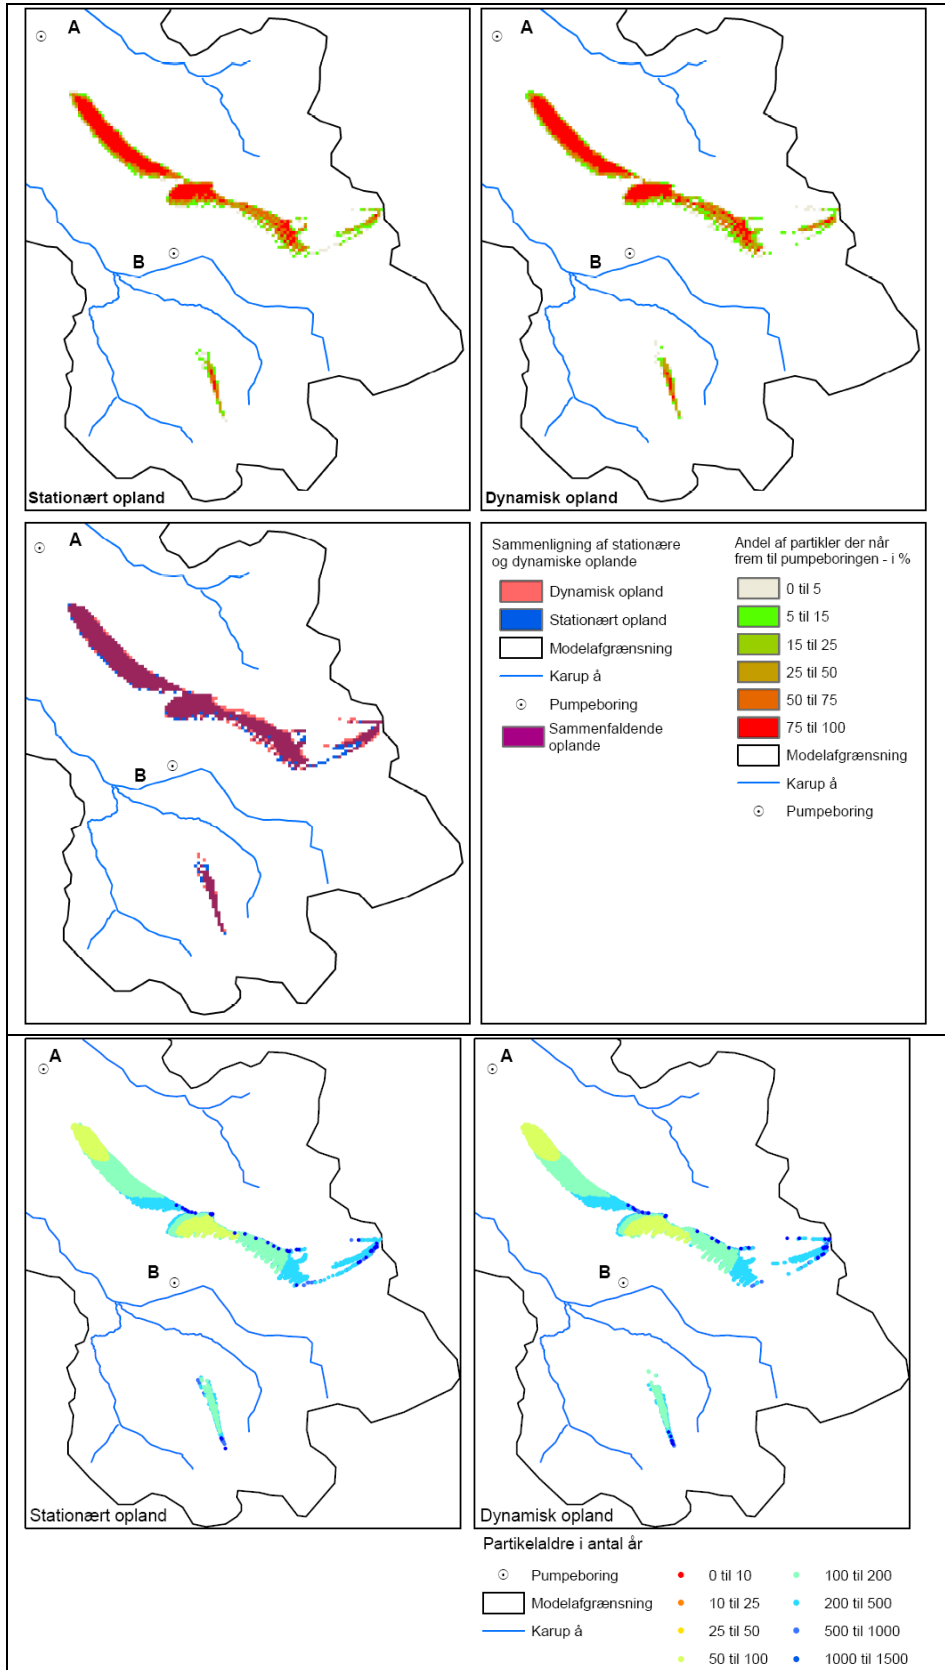 A
B
Stationært opland
A
B
Dynamisk opland
A
B
Sammenligning af stationære
og dynamiske oplande
Dynamisk opland
Stationært opland
Modelafgrænsning
Karup å
Pumpeboring
Sammenfaldende
oplande
Andel af partikler der når
frem til pumpeboringen - i %
0 til 5
5 til 15
15 til 25
25 til 50
50 til 75
75 til 100
Modelafgrænsning
Karup å
Pumpeboring
A
B
Stationært opland
A
B
Dynamisk opland
Partikelaldre i antal år
Pumpeboring
Modelafgrænsning
Karup å
0 til 10
10 til 25
25 til 50
50 til 100
100 til 200
200 til 500
500 til 1000
1000 til 1500